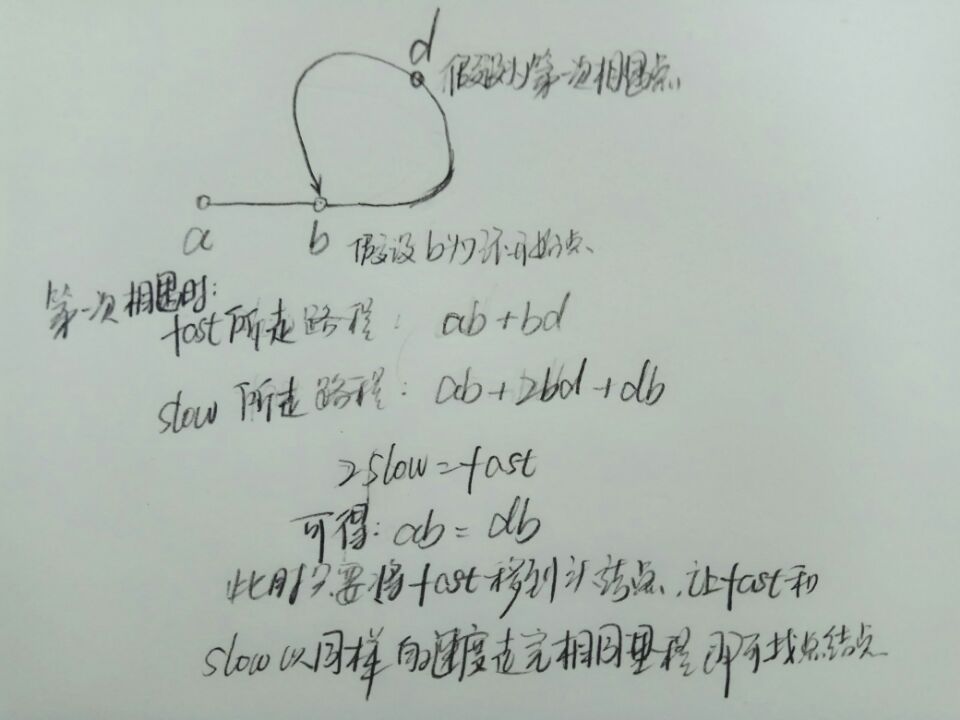 d 假设为第一次相遇点
a b 假设b为环开始点
第一次相遇时:
fast所走路程: ab+bd
slow所走路程: ab+2bd+db
2slow=fast
可得: ab=db
此时只要将fast移到头结点,让fast和
slow以同样的速度走完相同里程即可找点结点